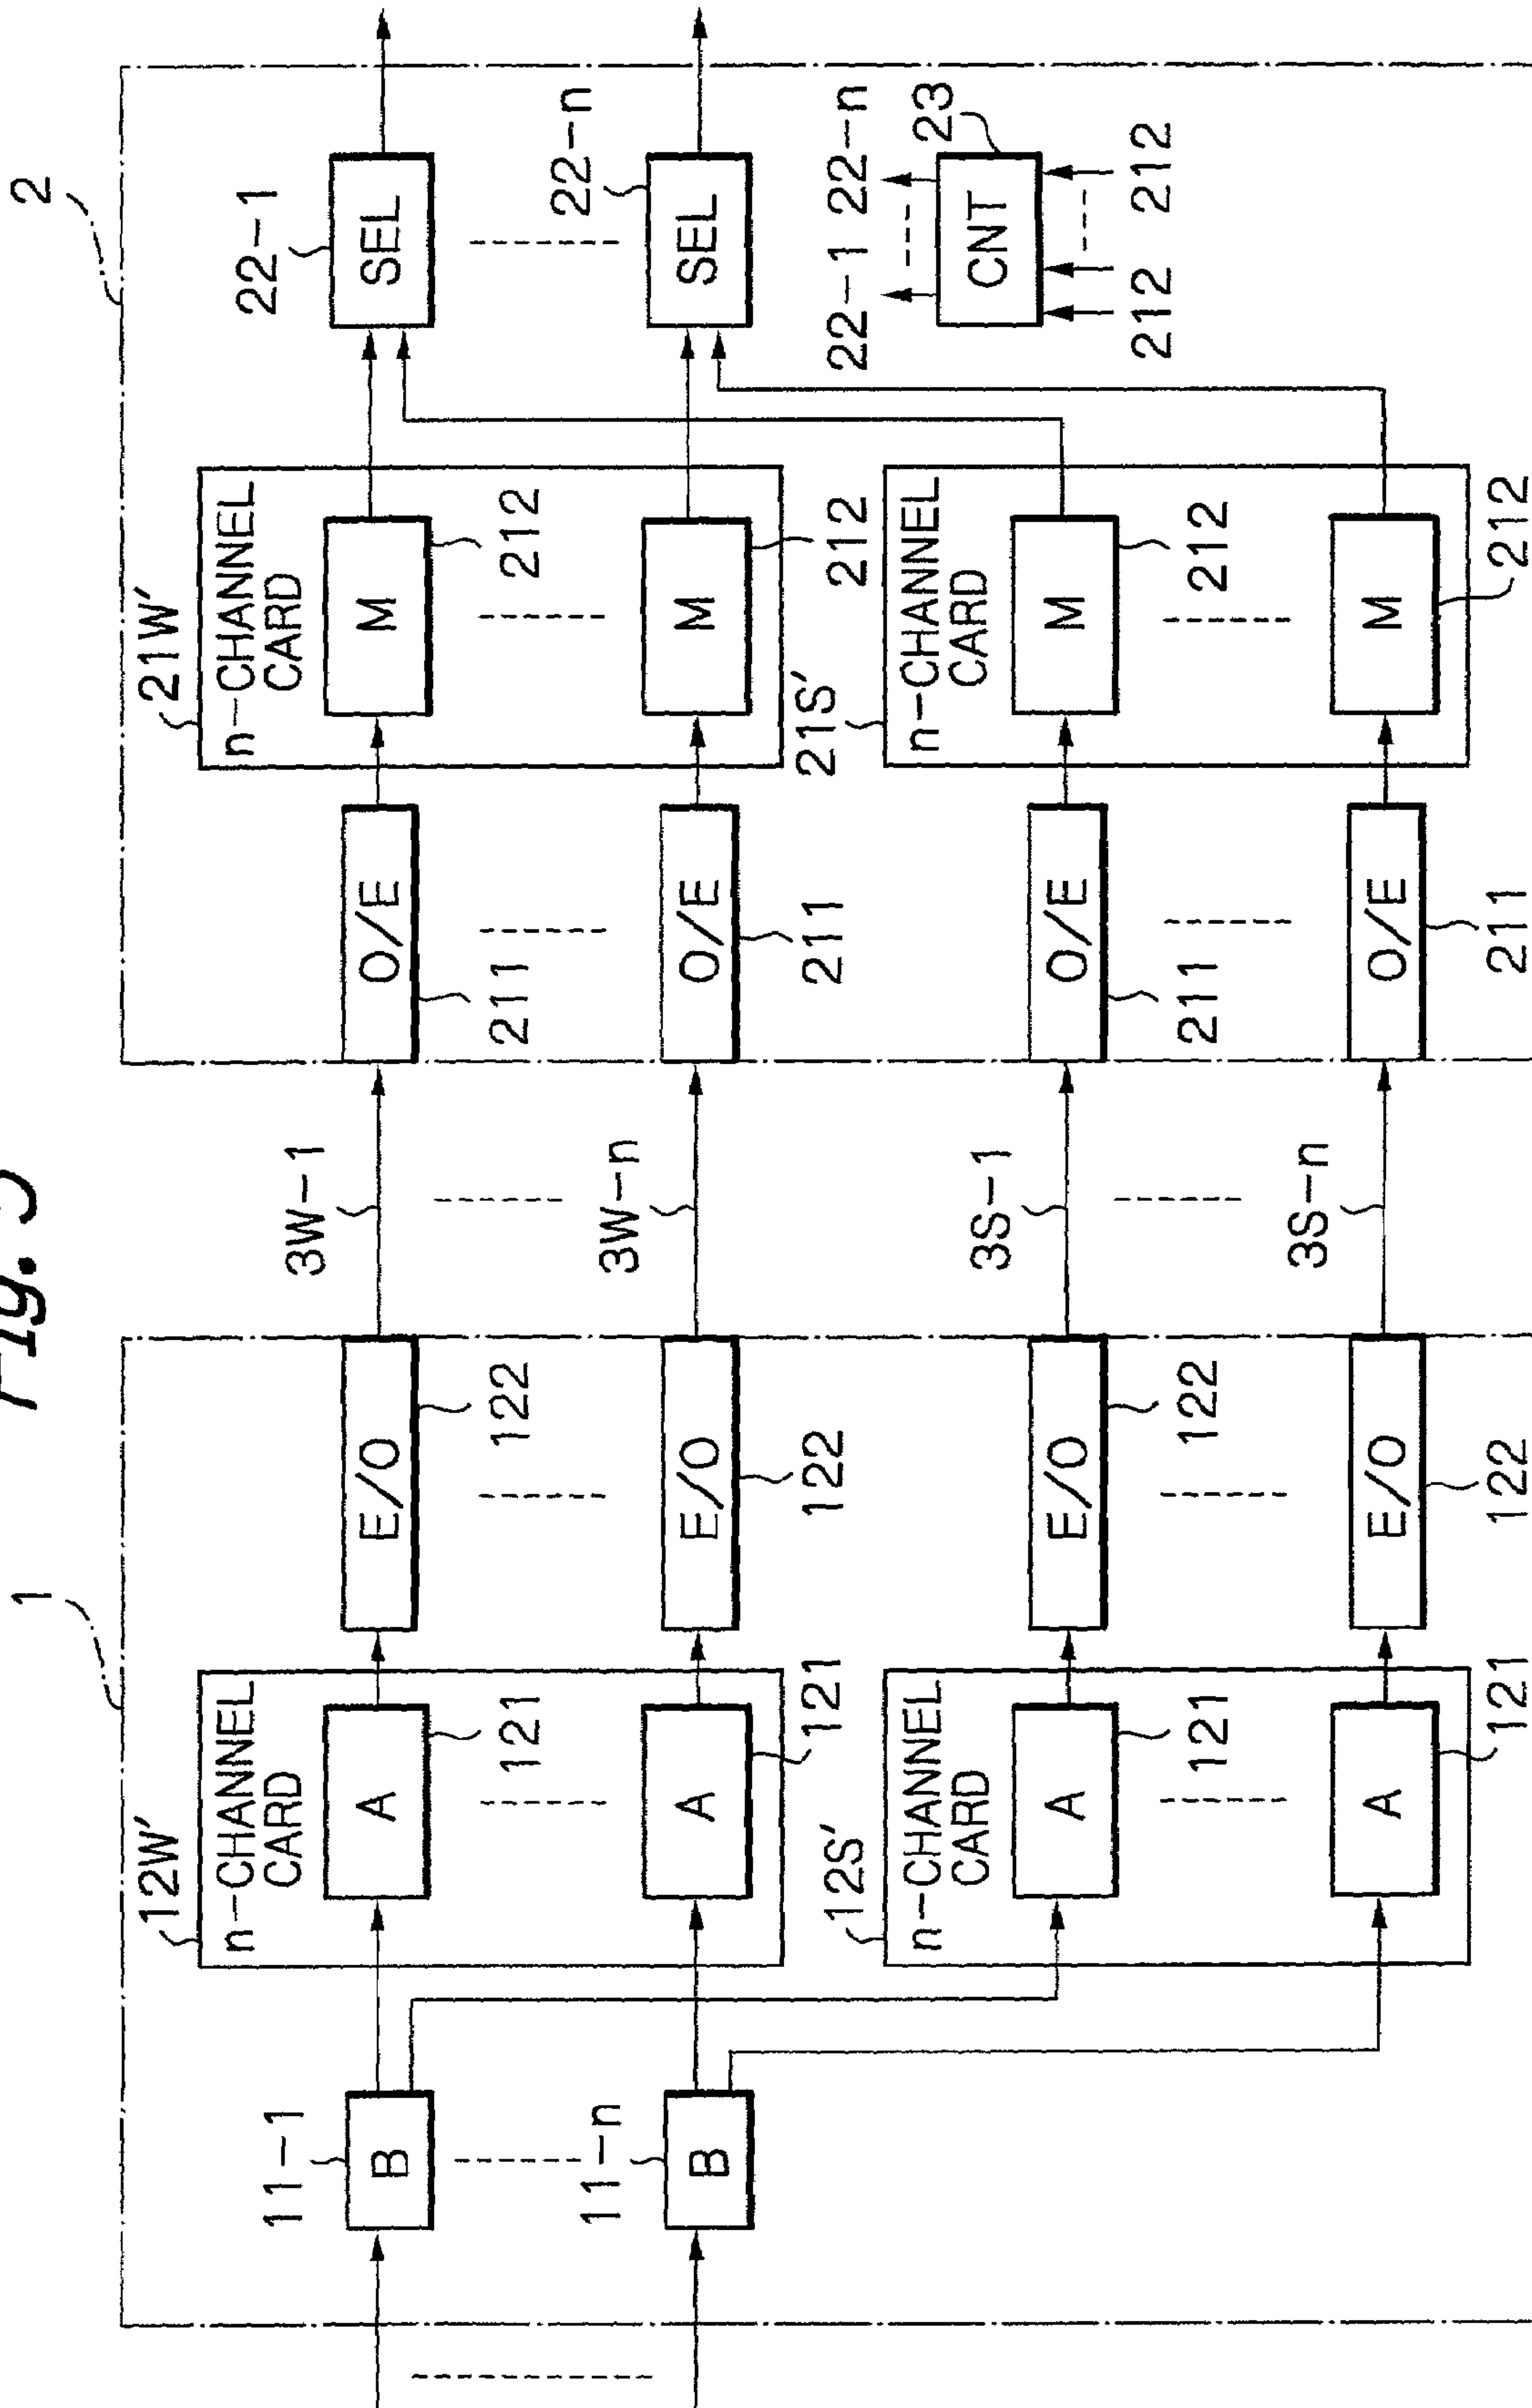 Fig. 5
1
2
11-1
B
11-n
B
12W'
n-CHANNEL
CARD
A
121
A
121
12S'
n-CHANNEL
CARD
A
121
A
121
E/O
122
E/O
122
E/O
122
E/O
122
3W-1
3W-n
3S-1
3S-n
O/E
211
O/E
211
O/E
211
O/E
211
21W'
n-CHANNEL
CARD
M
212
M
212
21S'
n-CHANNEL
CARD
M
212
M
212
22-1
SEL
22-n
SEL
22-1
22-n
CNT
23
212
212
212